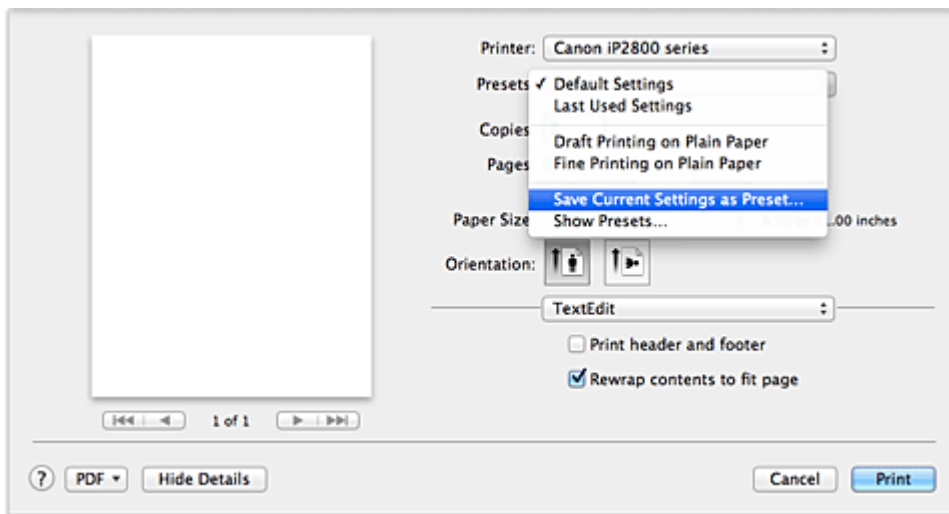 Printer: Canon iP2800 series
Presets ✓ Default Settings
Last Used Settings
Copies
Draft Printing on Plain Paper
Pages Fine Printing on Plain Paper
Save Current Settings as Preset...
Paper Size Show Presets... .00 inches
Orientation:
TextEdit
Print header and footer
Rewrap contents to fit page
1 of 1
? PDF Hide Details Cancel Print